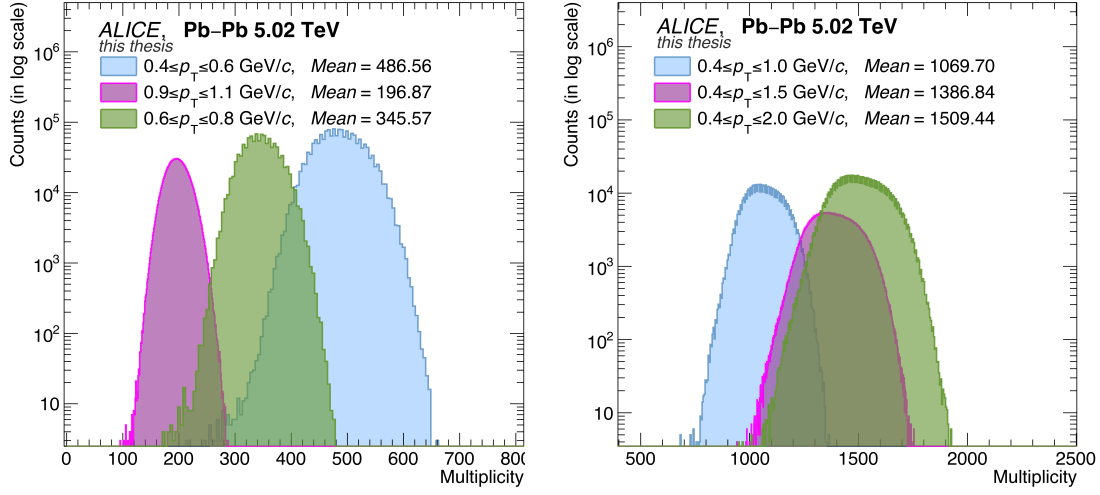 ALICE, Pb–Pb 5.02 TeV
this thesis
0.4≤pT≤0.6 GeV/c, Mean = 486.56
0.9≤pT≤1.1 GeV/c, Mean = 196.87
0.6≤pT≤0.8 GeV/c, Mean = 345.57
Counts (in log scale)
10^6
10^5
10^4
10^3
10^2
10
0 100 200 300 400 500 600 700 800
Multiplicity
ALICE, Pb–Pb 5.02 TeV
this thesis
0.4≤pT≤1.0 GeV/c, Mean = 1069.70
0.4≤pT≤1.5 GeV/c, Mean = 1386.84
0.4≤pT≤2.0 GeV/c, Mean = 1509.44
Counts (in log scale)
10^6
10^5
10^4
10^3
10^2
10
500 1000 1500 2000 2500
Multiplicity